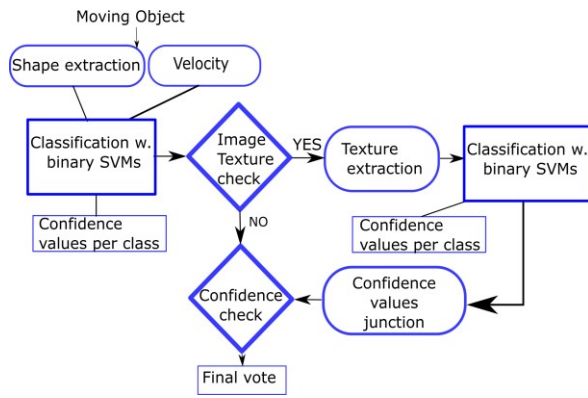 Moving Object
Shape extraction
Velocity
Classification w.
binary SVMs
Image
Texture
check
YES
Texture
extraction
Classification w.
binary SVMs
Confidence
values per class
NO
Confidence
values per class
Confidence
check
Confidence
values
junction
Final vote